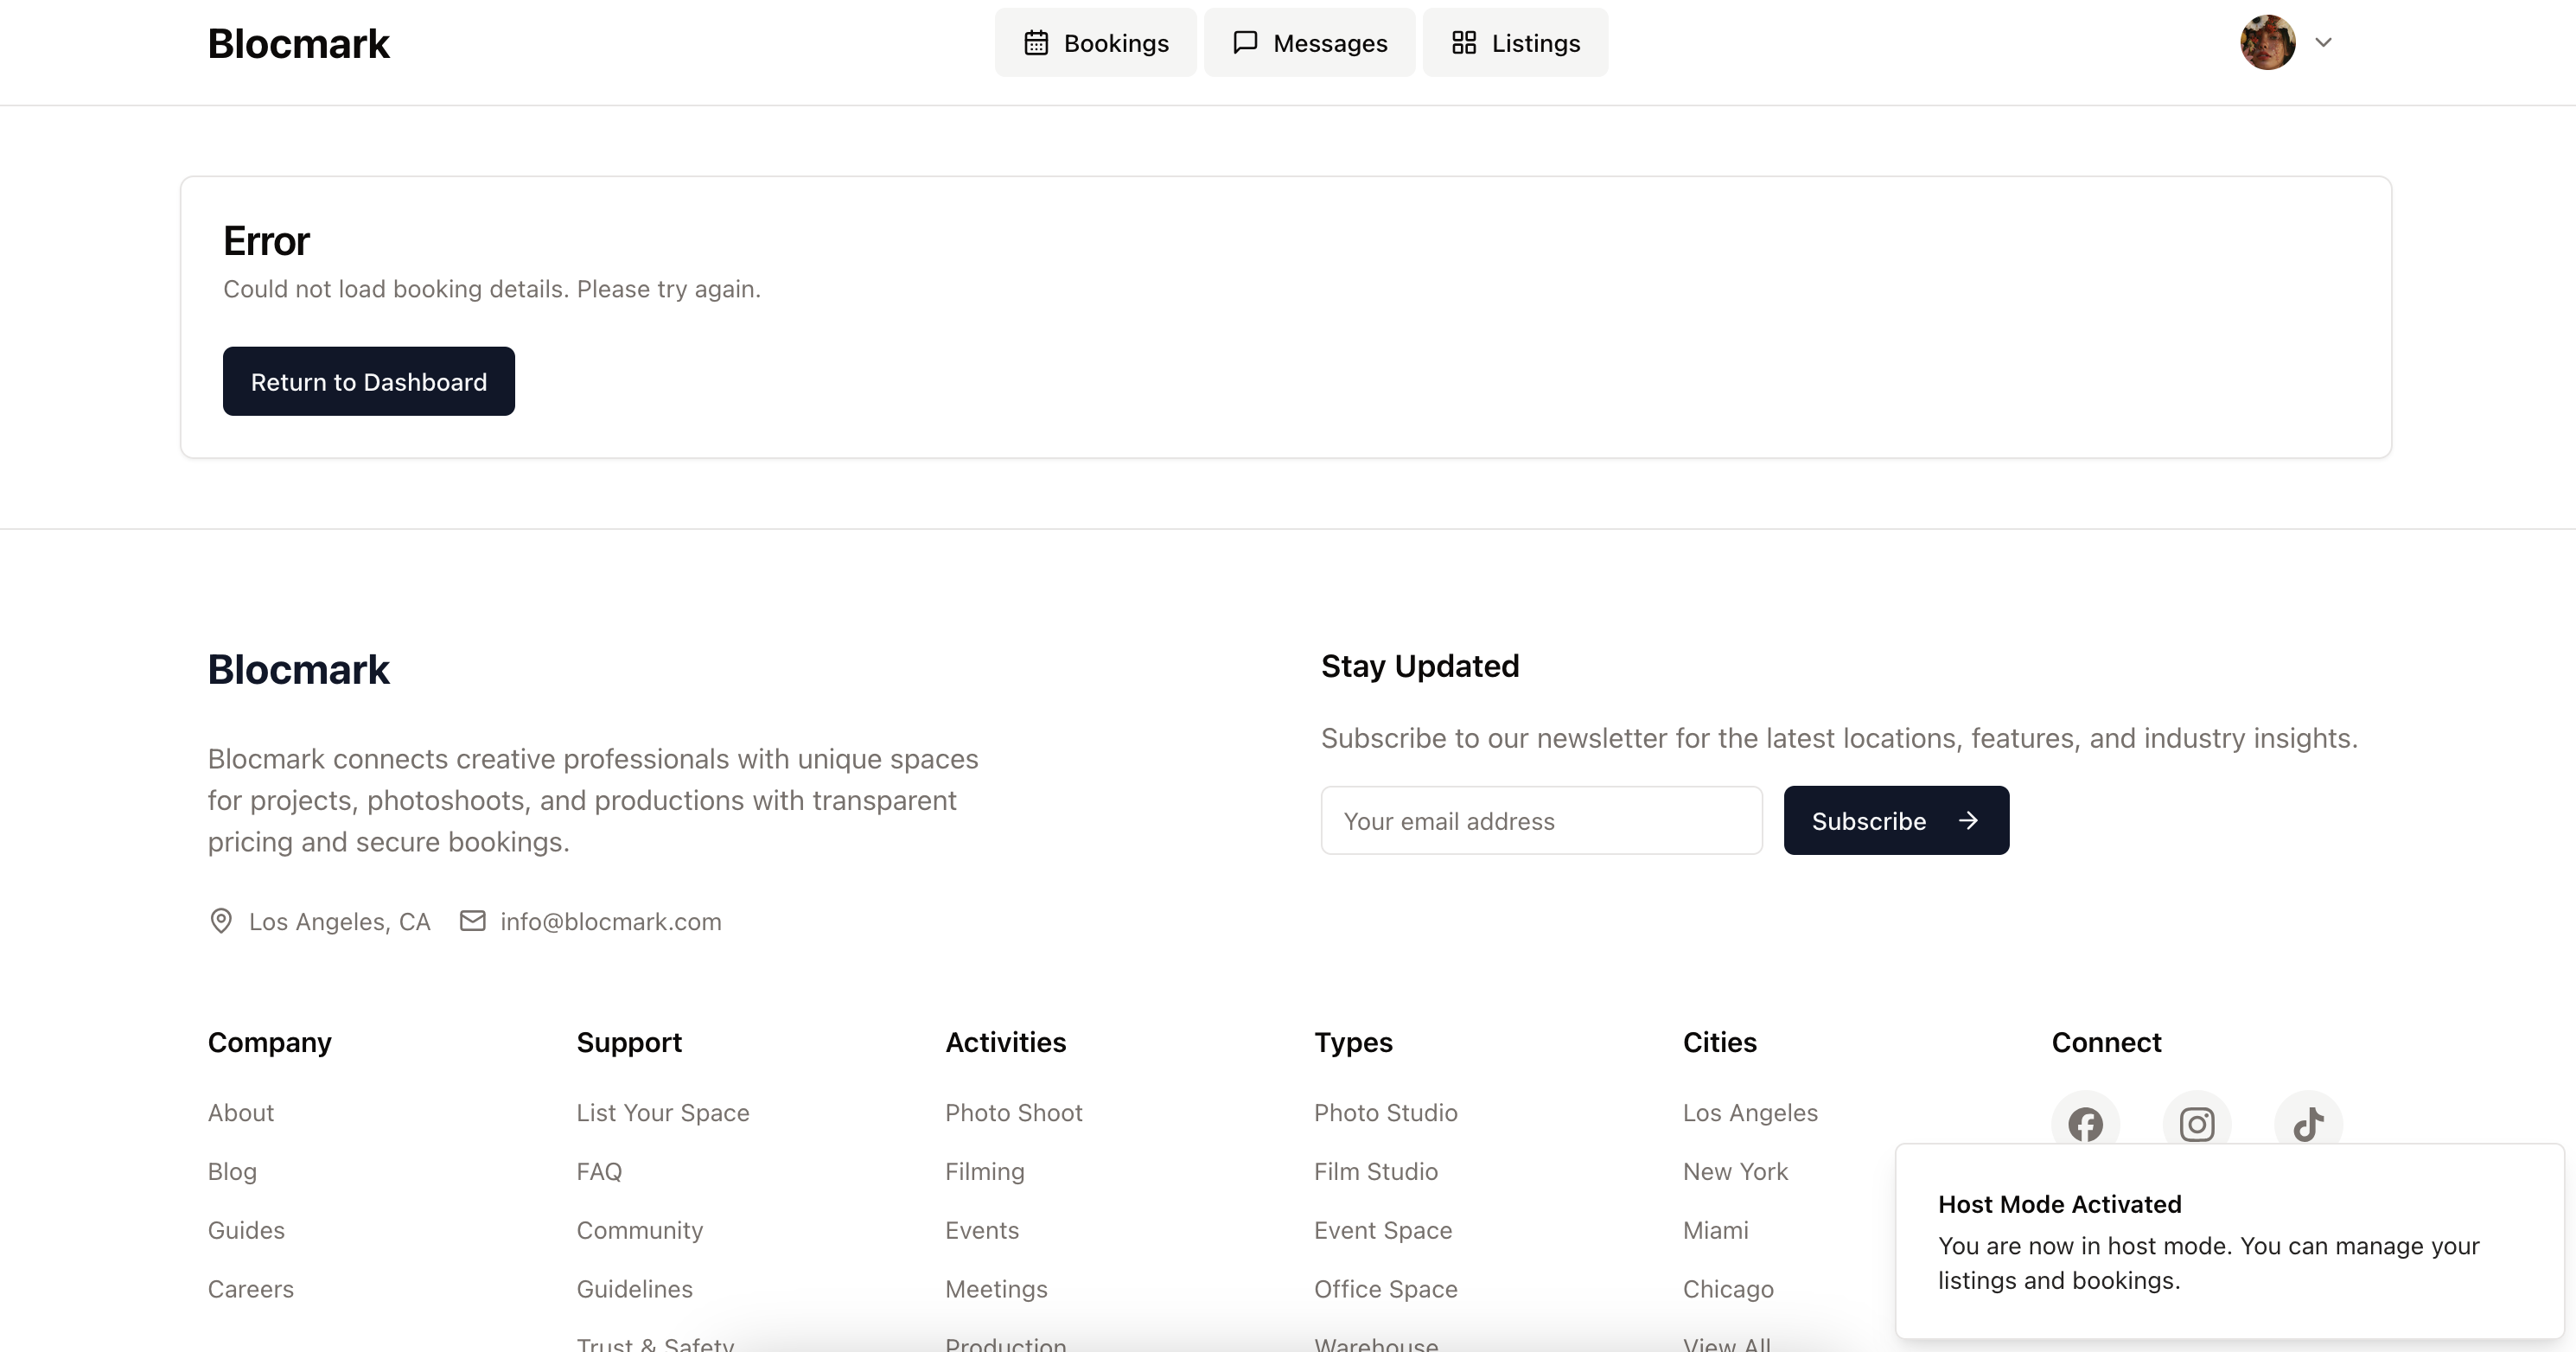 Blocmark
Bookings
Messages
Listings
Error
Could not load booking details. Please try again.
Return to Dashboard
Blocmark
Blocmark connects creative professionals with unique spaces
for projects, photoshoots, and productions with transparent
pricing and secure bookings.
Los Angeles, CA
info@blocmark.com
Stay Updated
Subscribe to our newsletter for the latest locations, features, and industry insights.
Your email address
Subscribe
Company
About
Blog
Guides
Careers
Support
List Your Space
FAQ
Community
Guidelines
Trust & Safety
Activities
Photo Shoot
Filming
Events
Meetings
Production
Types
Photo Studio
Film Studio
Event Space
Office Space
Warehouse
Cities
Los Angeles
New York
Miami
Chicago
View All
Connect
Host Mode Activated
You are now in host mode. You can manage your
listings and bookings.